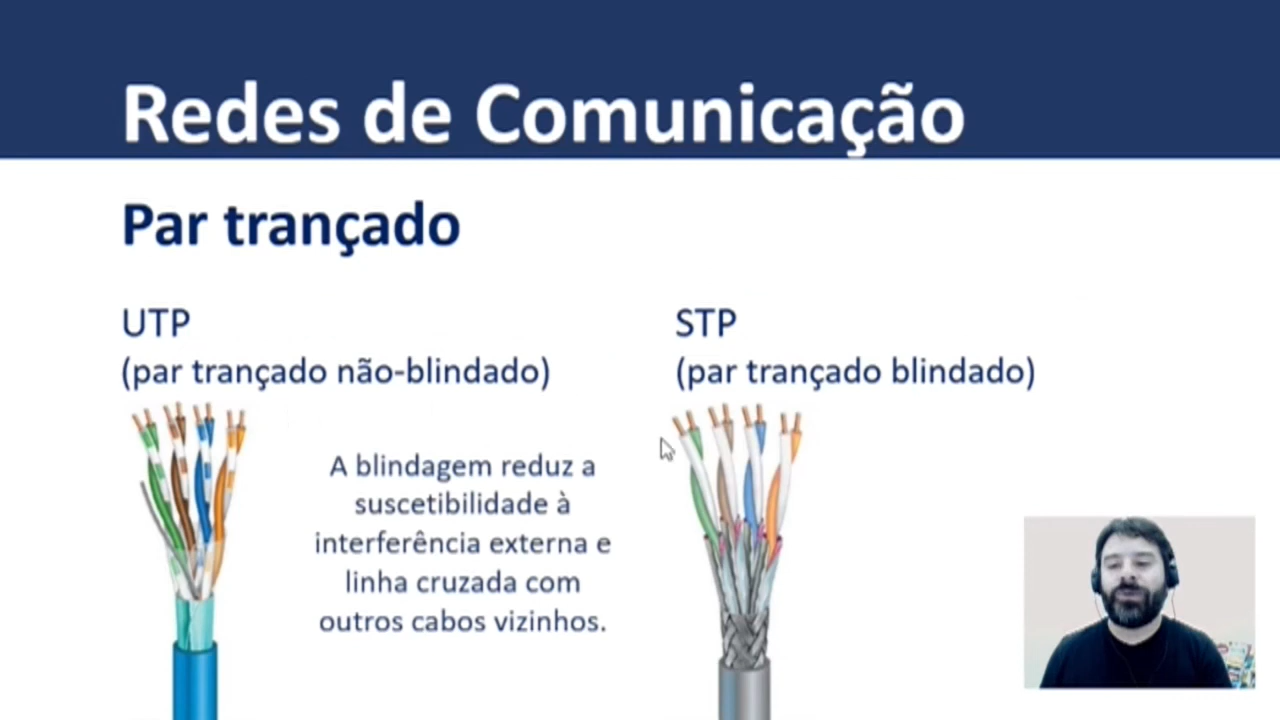 Redes de Comunicação
Par trançado
UTP
(par trançado não-blindado)
STP
(par trançado blindado)
A blindagem reduz a
suscetibilidade à
interferência externa e
linha cruzada com
outros cabos vizinhos.